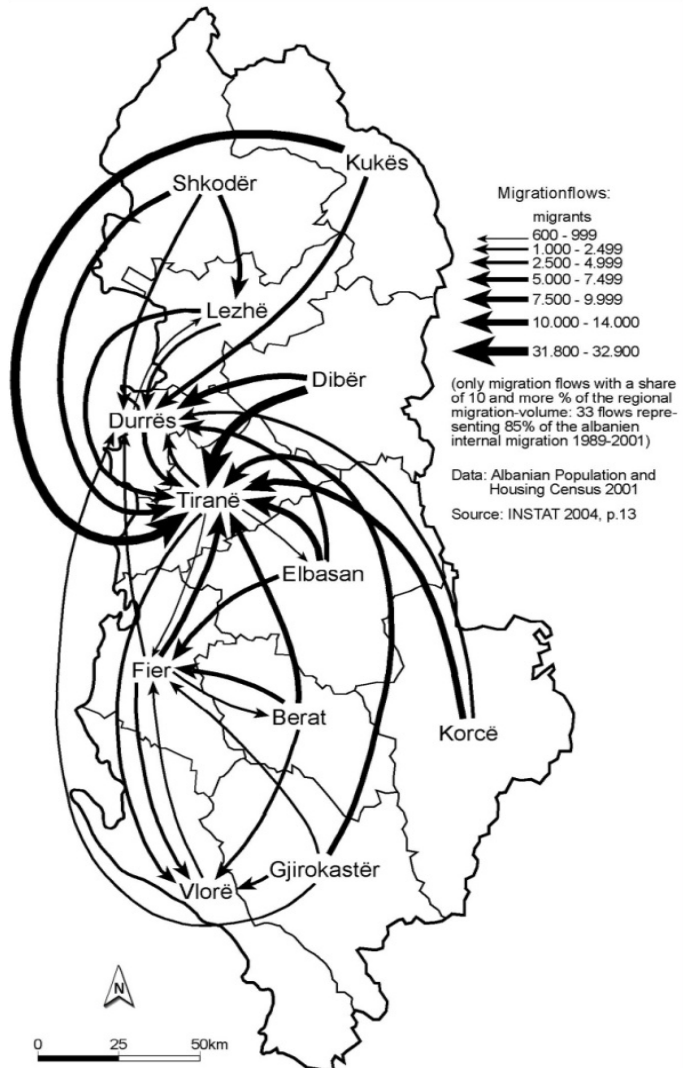 Kukës
Shkodër
Migrationflows:
migrants
600 - 999
1.000 - 2.499
2.500 - 4.999
5.000 - 7.499
7.500 - 9.999
10.000 - 14.000
31.800 - 32.900
Lezhë
Dibër
(only migration flows with a share
of 10 and more % of the regional
migration-volume: 33 flows repre-
senting 85% of the albanien
internal migration 1989-2001)
Durrës
Data: Albanian Population and
Housing Census 2001
Tiranë
Source: INSTAT 2004, p.13
Elbasan
Fier
Berat
Korcë
Gjirokastër
Vlorë
N
0 25 50km